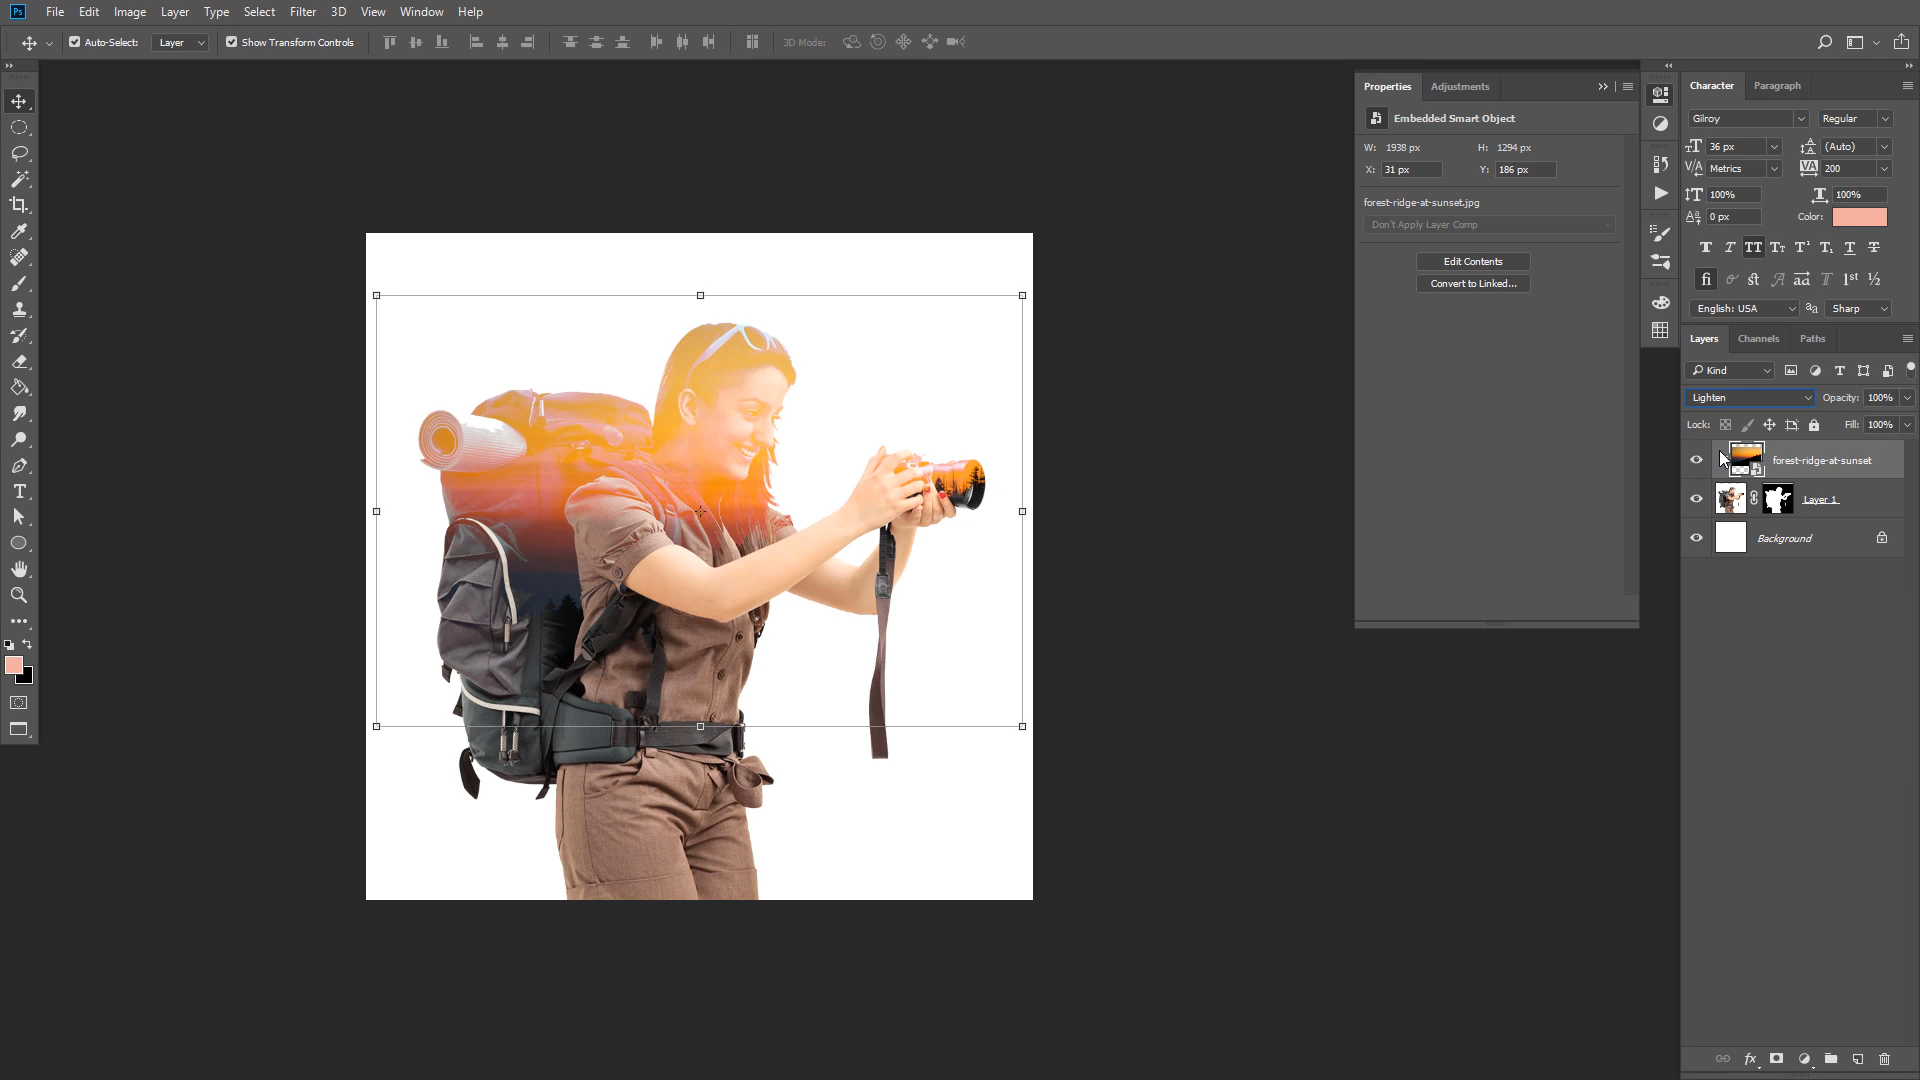 Ps File Edit Image Layer Type Select Filter 3D View Window Help
Auto-Select: Layer Show Transform Controls 3D Mode:
Properties Adjustments
Embedded Smart Object
W: 1938 px H: 1294 px
X: 31 px Y: 186 px
forest-ridge-at-sunset.jpg
Don't Apply Layer Comp
Edit Contents
Convert to Linked...
Character Paragraph
Gilroy Regular
36 px (Auto)
Metrics 200
100% 100%
0 px Color:
English: USA Sharp
Layers Channels Paths
Kind
Lighten Opacity: 100%
Lock: Fill: 100%
forest-ridge-at-sunset
Layer 1
Background